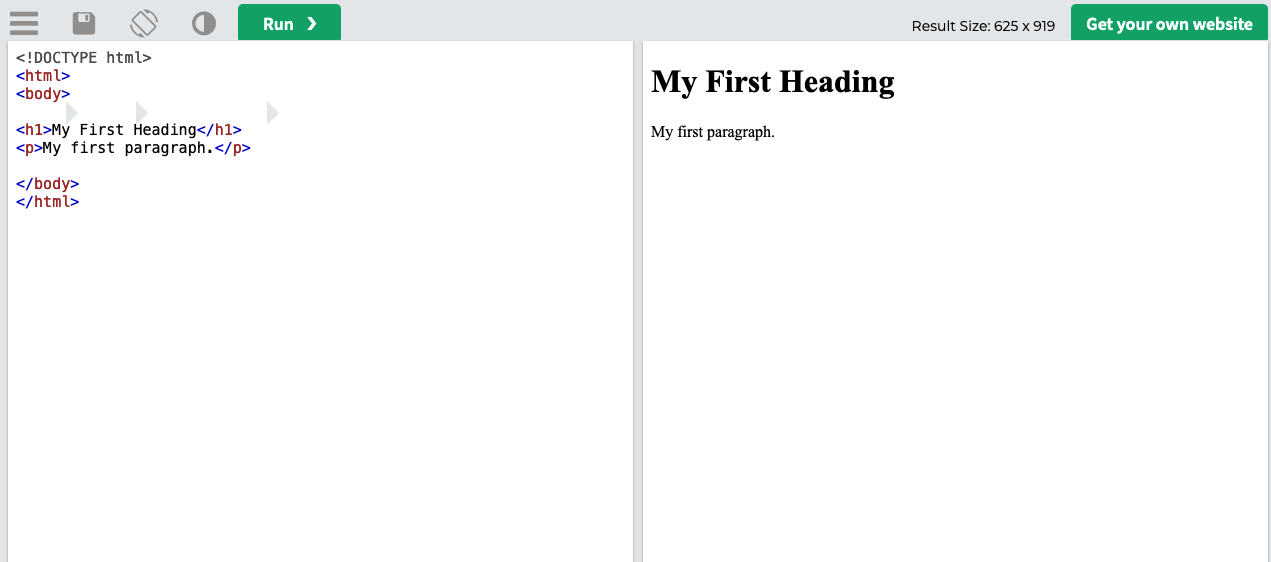 Run ❯
Result Size: 625 x 919
Get your own website
<!DOCTYPE html>
<html>
<body>
<h1>My First Heading</h1>
<p>My first paragraph.</p>
</body>
</html>
My First Heading
My first paragraph.